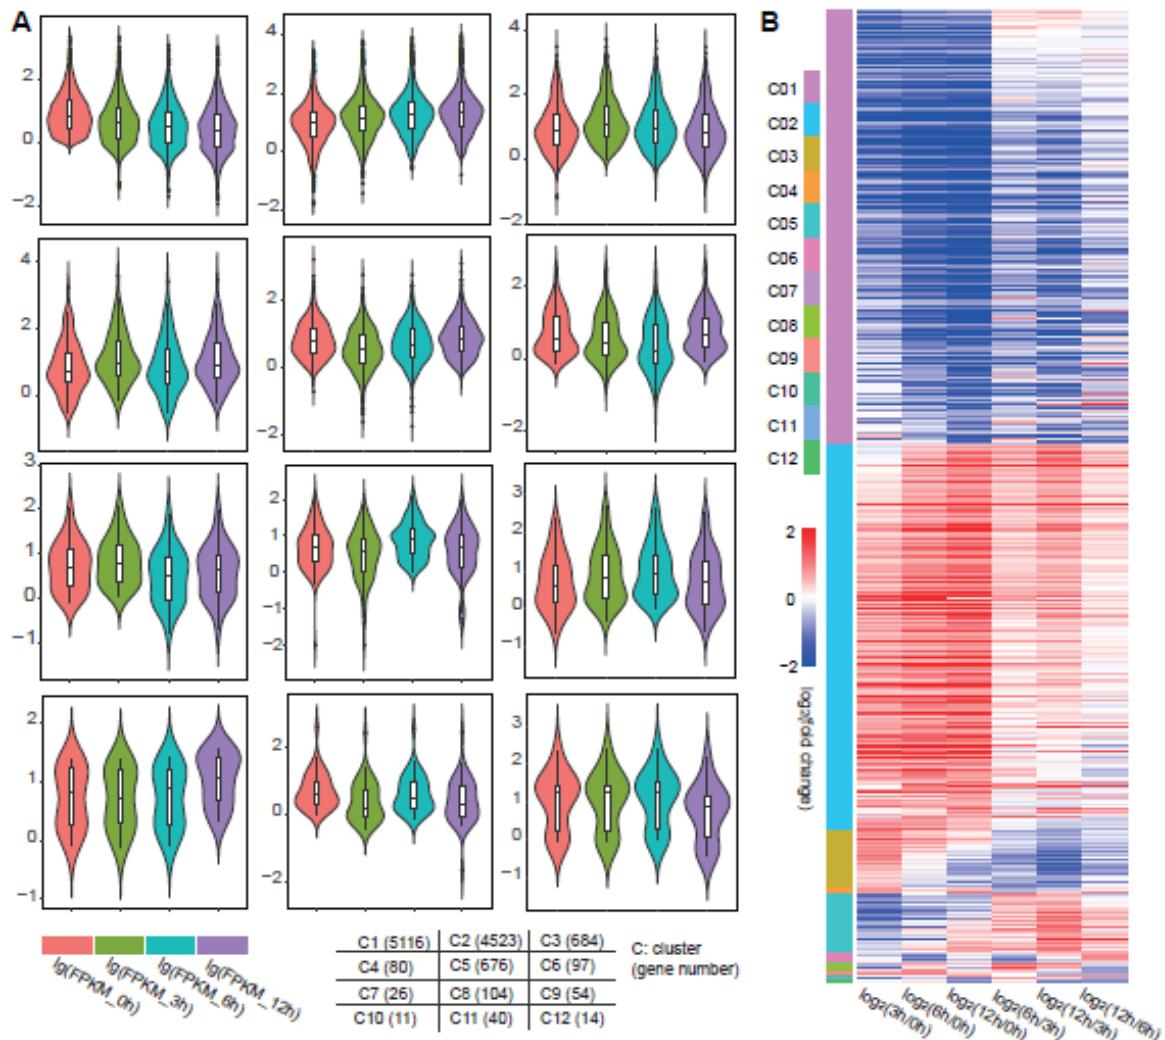 A
B
2
0
−2
4
2
0
−2
4
2
0
−2
4
2
0
2
0
−2
2
0
−2
3
2
1
0
−1
2
1
0
−1
−2
3
2
1
0
−1
2
1
0
−1
2
0
−2
3
2
1
0
−1
lg(FPKM_0h)
lg(FPKM_3h)
lg(FPKM_6h)
lg(FPKM_12h)
C1 (5116) C2 (4523) C3 (684)
C4 (80) C5 (676) C6 (97)
C7 (26) C8 (104) C9 (54)
C10 (11) C11 (40) C12 (14)
C: cluster
(gene number)
C01
C02
C03
C04
C05
C06
C07
C08
C09
C10
C11
C12
2
0
−2
log₂(fold change)
log₂(3h/0h)
log₂(6h/0h)
log₂(12h/0h)
log₂(6h/3h)
log₂(12h/3h)
log₂(12h/6h)